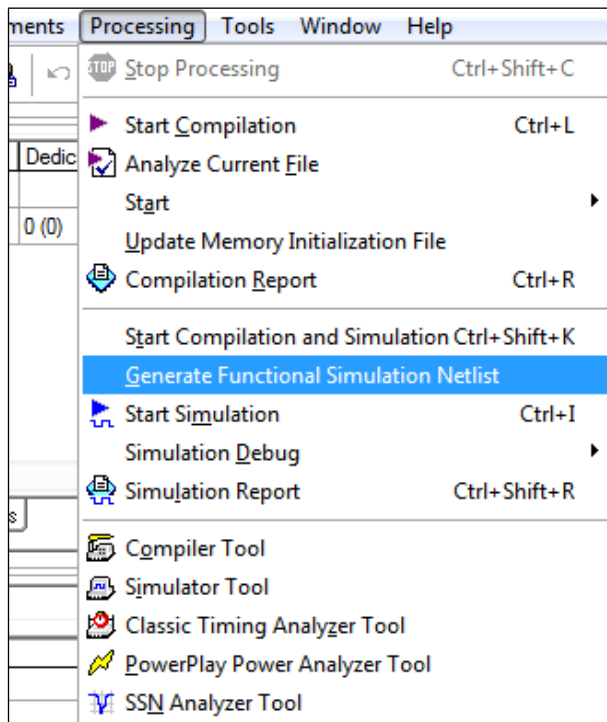 ments Processing Tools Window Help
STOP Stop Processing Ctrl+Shift+C
Start Compilation Ctrl+L
Dedic Analyze Current File
Start
0 (0) Update Memory Initialization File
Compilation Report Ctrl+R
Start Compilation and Simulation Ctrl+Shift+K
Generate Functional Simulation Netlist
Start Simulation Ctrl+I
Simulation Debug
Simulation Report Ctrl+Shift+R
s
Compiler Tool
Simulator Tool
Classic Timing Analyzer Tool
PowerPlay Power Analyzer Tool
SSN Analyzer Tool